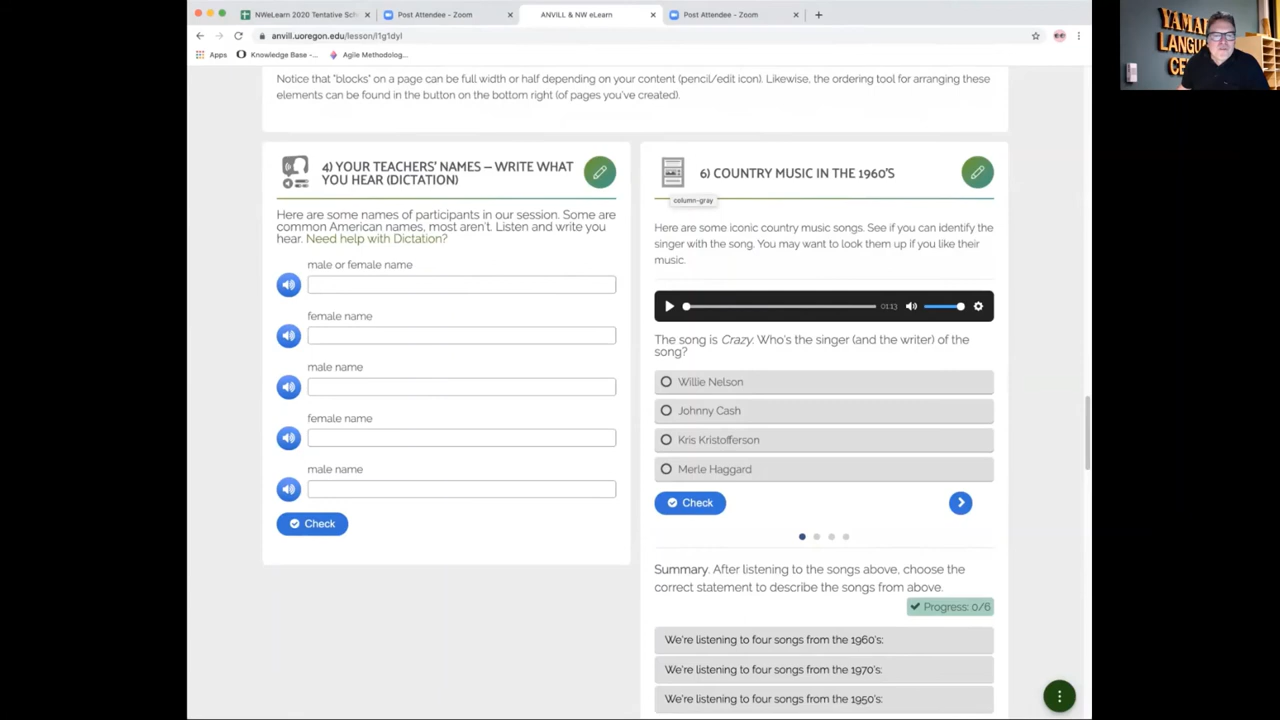 NWeLearn 2020 Tentative Sch
Post Attendee - Zoom
ANVILL & NW eLearn
Post Attendee - Zoom
anvill.uoregon.edu/lesson/l1g1dyl
Apps
Knowledge Base -...
Agile Methodolog...
Notice that "blocks" on a page can be full width or half depending on your content (pencil/edit icon). Likewise, the ordering tool for arranging these
elements can be found in the button on the bottom right (of pages you've created).
4) YOUR TEACHERS' NAMES – WRITE WHAT
YOU HEAR (DICTATION)
Here are some names of participants in our session. Some are
common American names, most aren't. Listen and write you
hear. Need help with Dictation?
male or female name
female name
male name
female name
male name
Check
6) COUNTRY MUSIC IN THE 1960'S
column-gray
Here are some iconic country music songs. See if you can identify the
singer with the song. You may want to look them up if you like their
music.
01:13
The song is Crazy. Who's the singer (and the writer) of the
song?
Willie Nelson
Johnny Cash
Kris Kristofferson
Merle Haggard
Check
Summary. After listening to the songs above, choose the
correct statement to describe the songs from above.
Progress: 0/6
We're listening to four songs from the 1960's:
We're listening to four songs from the 1970's:
We're listening to four songs from the 1950's:
YAMA
LANGU
CE